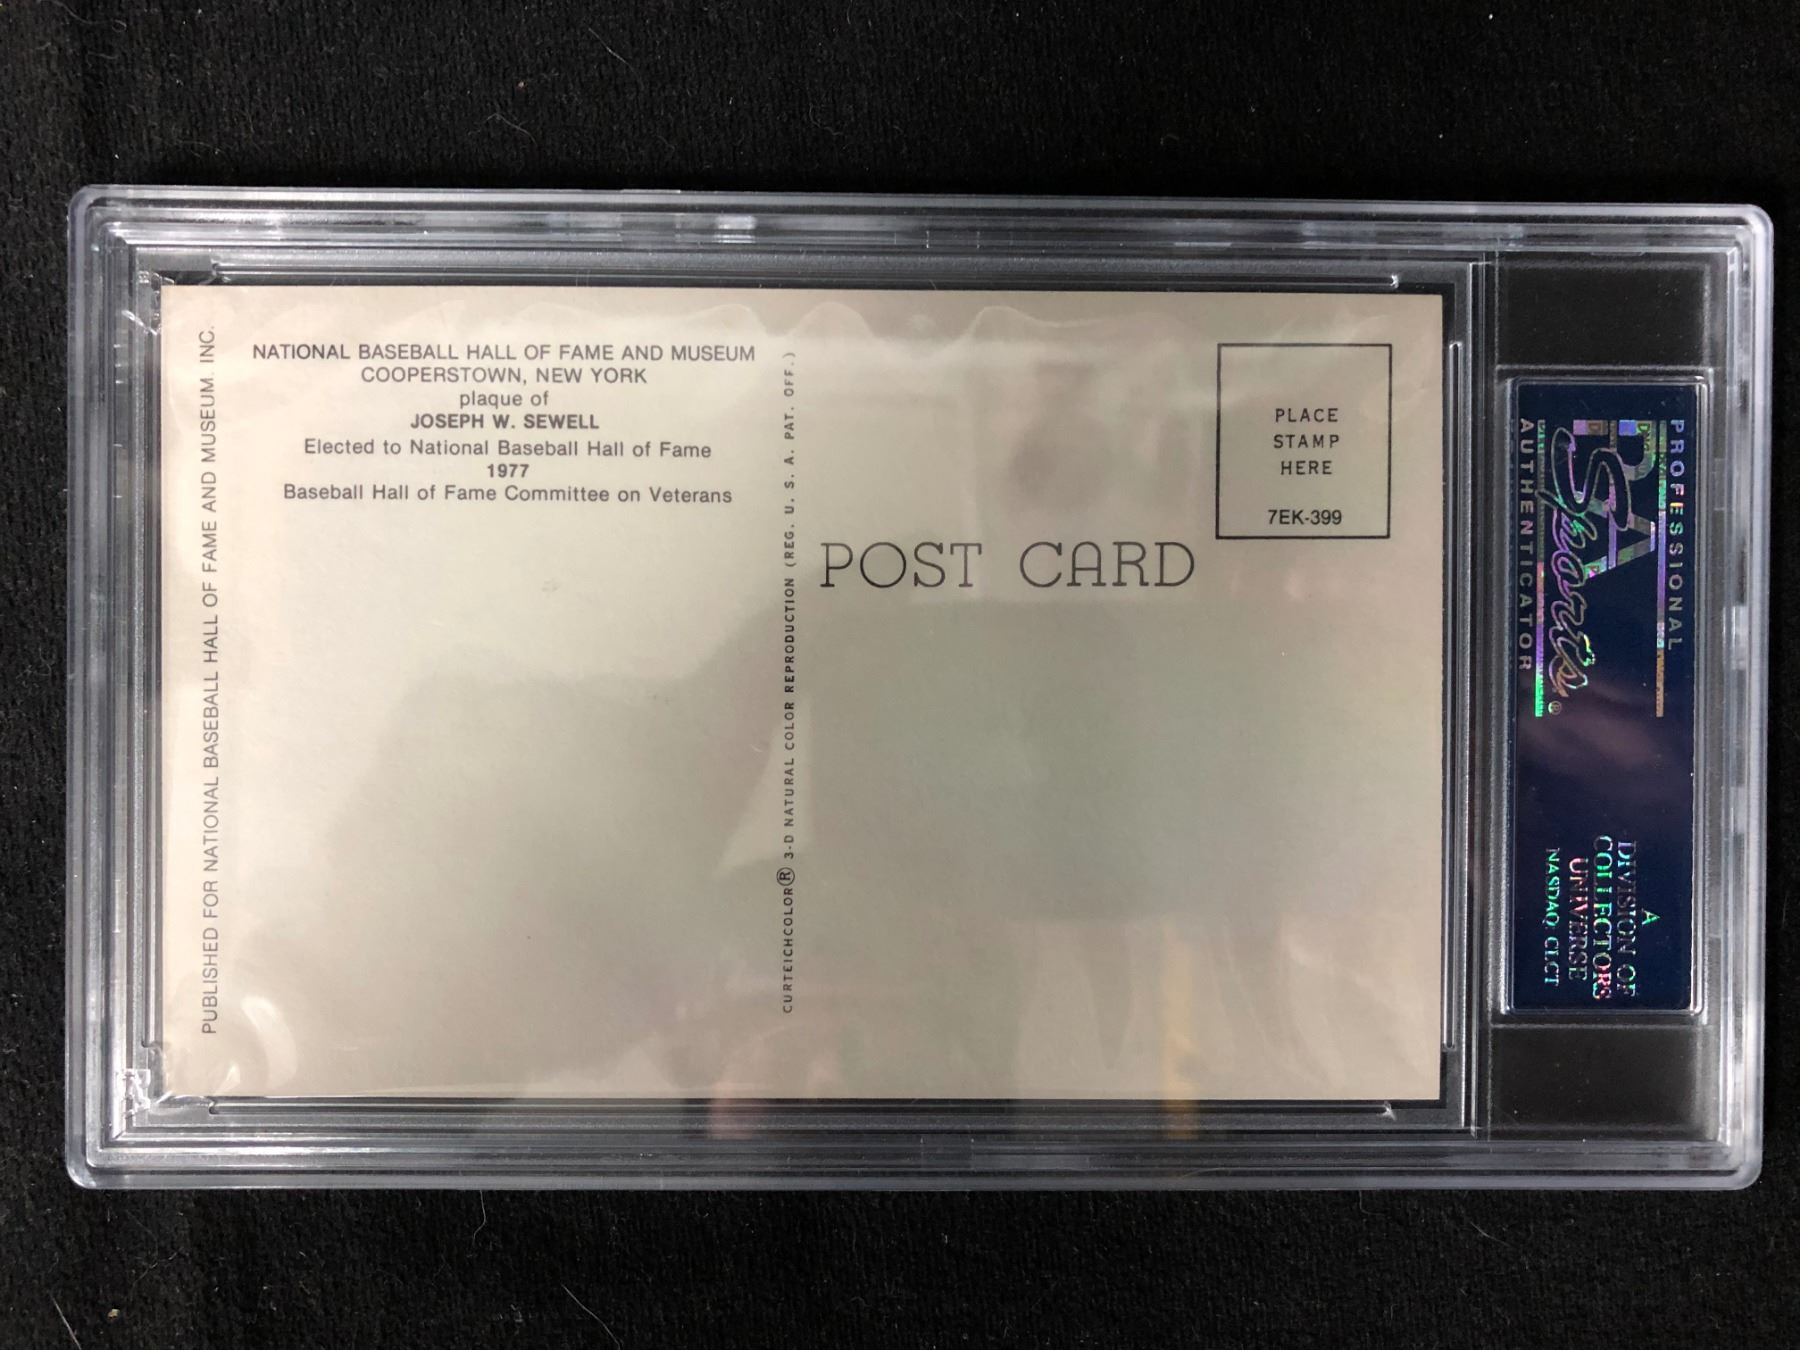 NATIONAL BASEBALL HALL OF FAME AND MUSEUM
COOPERSTOWN, NEW YORK
plaque of
JOSEPH W. SEWELL
Elected to National Baseball Hall of Fame
1977
Baseball Hall of Fame Committee on Veterans
PUBLISHED FOR NATIONAL BASEBALL HALL OF FAME AND MUSEUM. INC.
CURTEICHCOLOR® 3-D NATURAL COLOR REPRODUCTION (REG. U. S. A. PAT. OFF.)
POST CARD
PLACE
STAMP
HERE
7EK-399
PROFESSIONAL
PSA
Sports®
AUTHENTICATOR
A
DIVISION OF
COLLECTORS
UNIVERSE
NASDAQ: CLCT